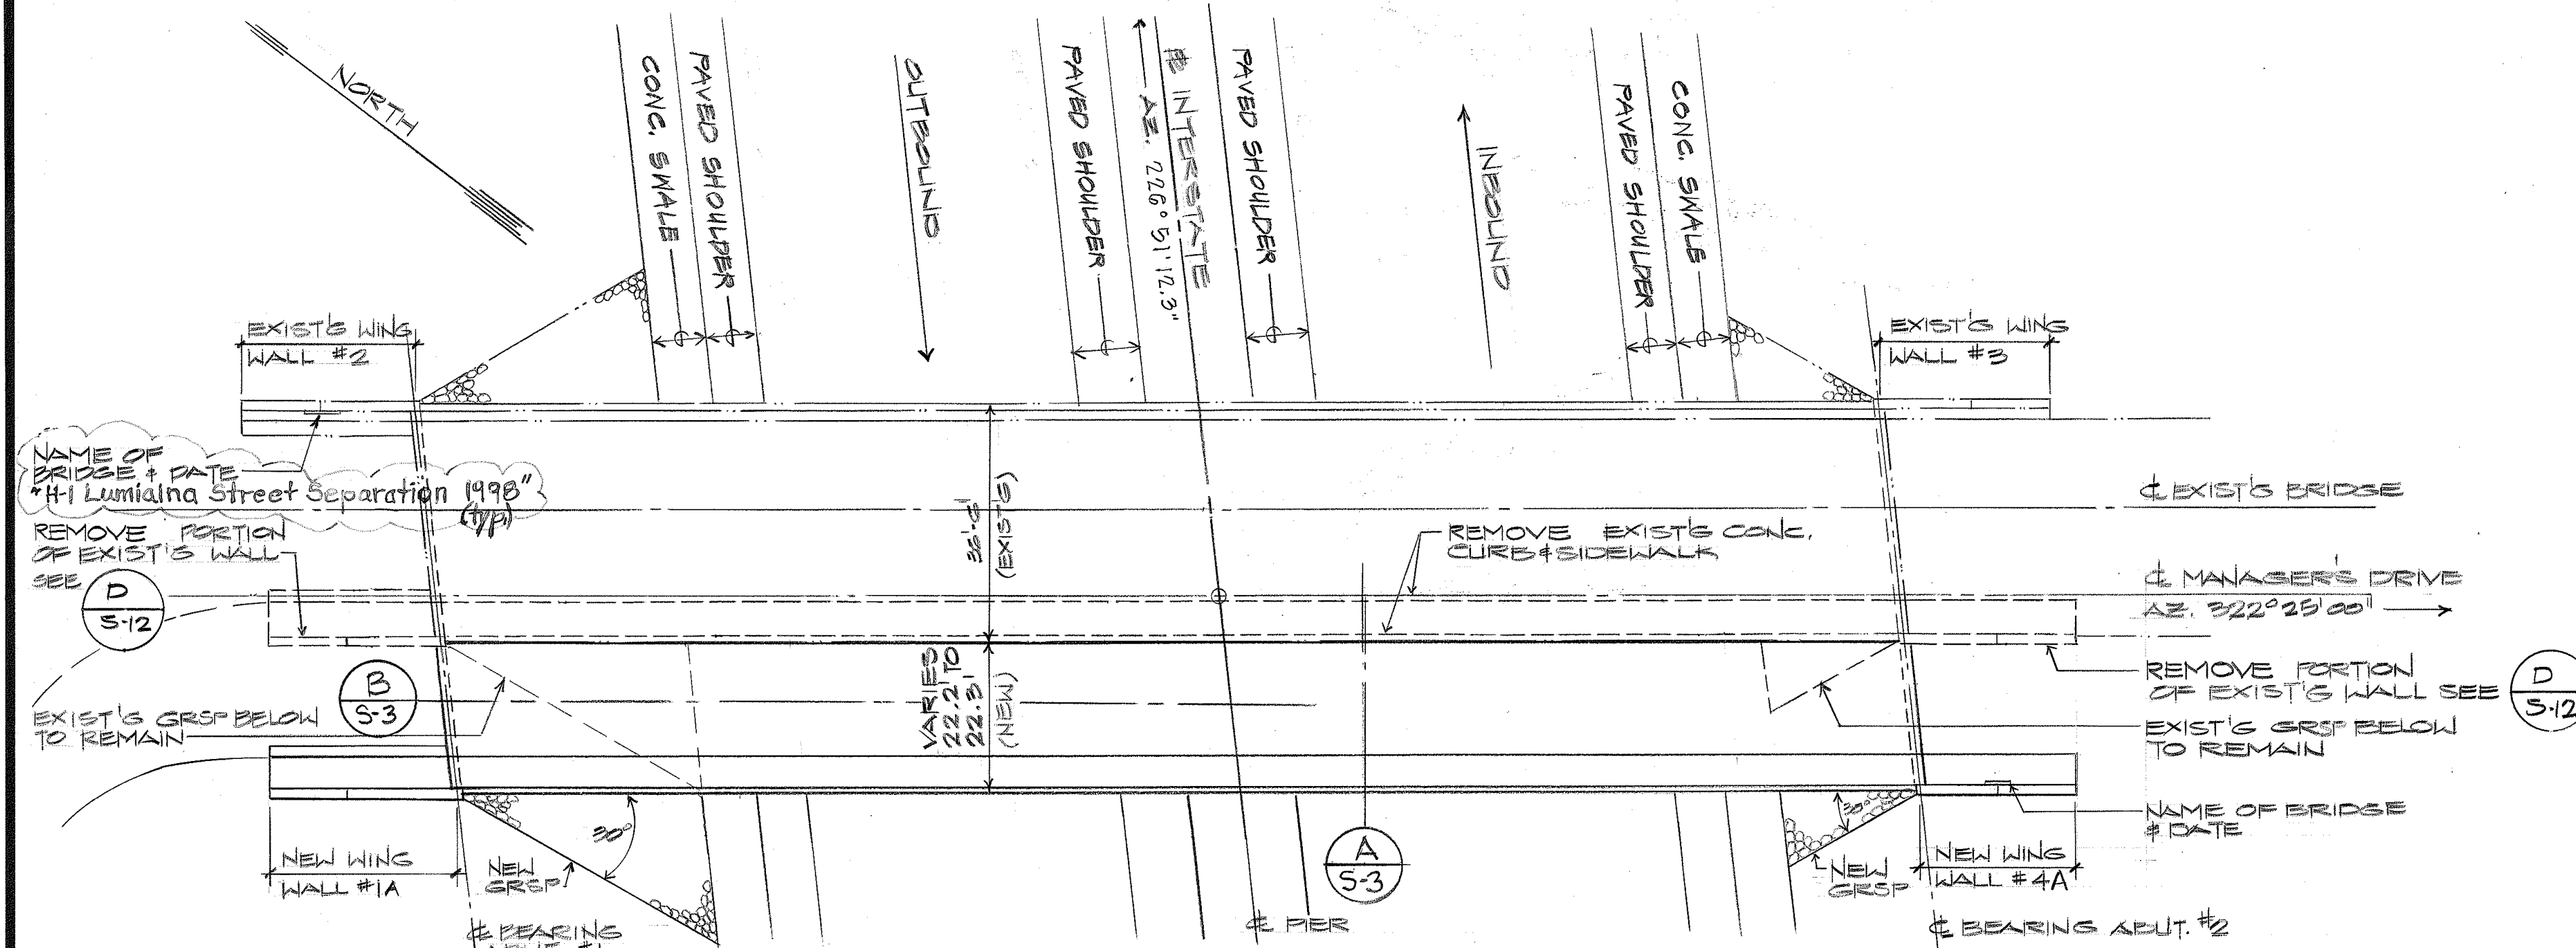 NORTH
CONC. SWALE
PAVED SHOULDER
OUTBOUND
PAVED SHOULDER
AZ. 226° 51' 12.3"
℄ INTERSTATE
PAVED SHOULDER
INBOUND
PAVED SHOULDER
CONC. SWALE
EXIST'G WING
WALL #2
EXIST'G WING
WALL #3
NAME OF
BRIDGE & DATE
"H-1 Lumialna Street Separation 1998"
(typ.)
REMOVE PORTION
OF EXIST'G WALL
SEE
D
S-12
(EXIST'G)
REMOVE EXIST'G CONC.
CURB & SIDEWALK
℄ EXIST'G BRIDGE
℄ MANAGER'S DRIVE
AZ. 322° 25' 00"
REMOVE PORTION
OF EXIST'G WALL SEE
D
S-12
B
S-3
VARIES
22.2' TO
22.3'
(NEW)
EXIST'G GRSP BELOW
TO REMAIN
EXIST'G GRSP BELOW
TO REMAIN
NAME OF BRIDGE
& DATE
30°
30°
NEW WING
WALL #1A
NEW
GRSP
A
S-3
NEW
GRSP
NEW WING
WALL #4A
℄ BEARING
℄ PIER
℄ BEARING ABUT. #2